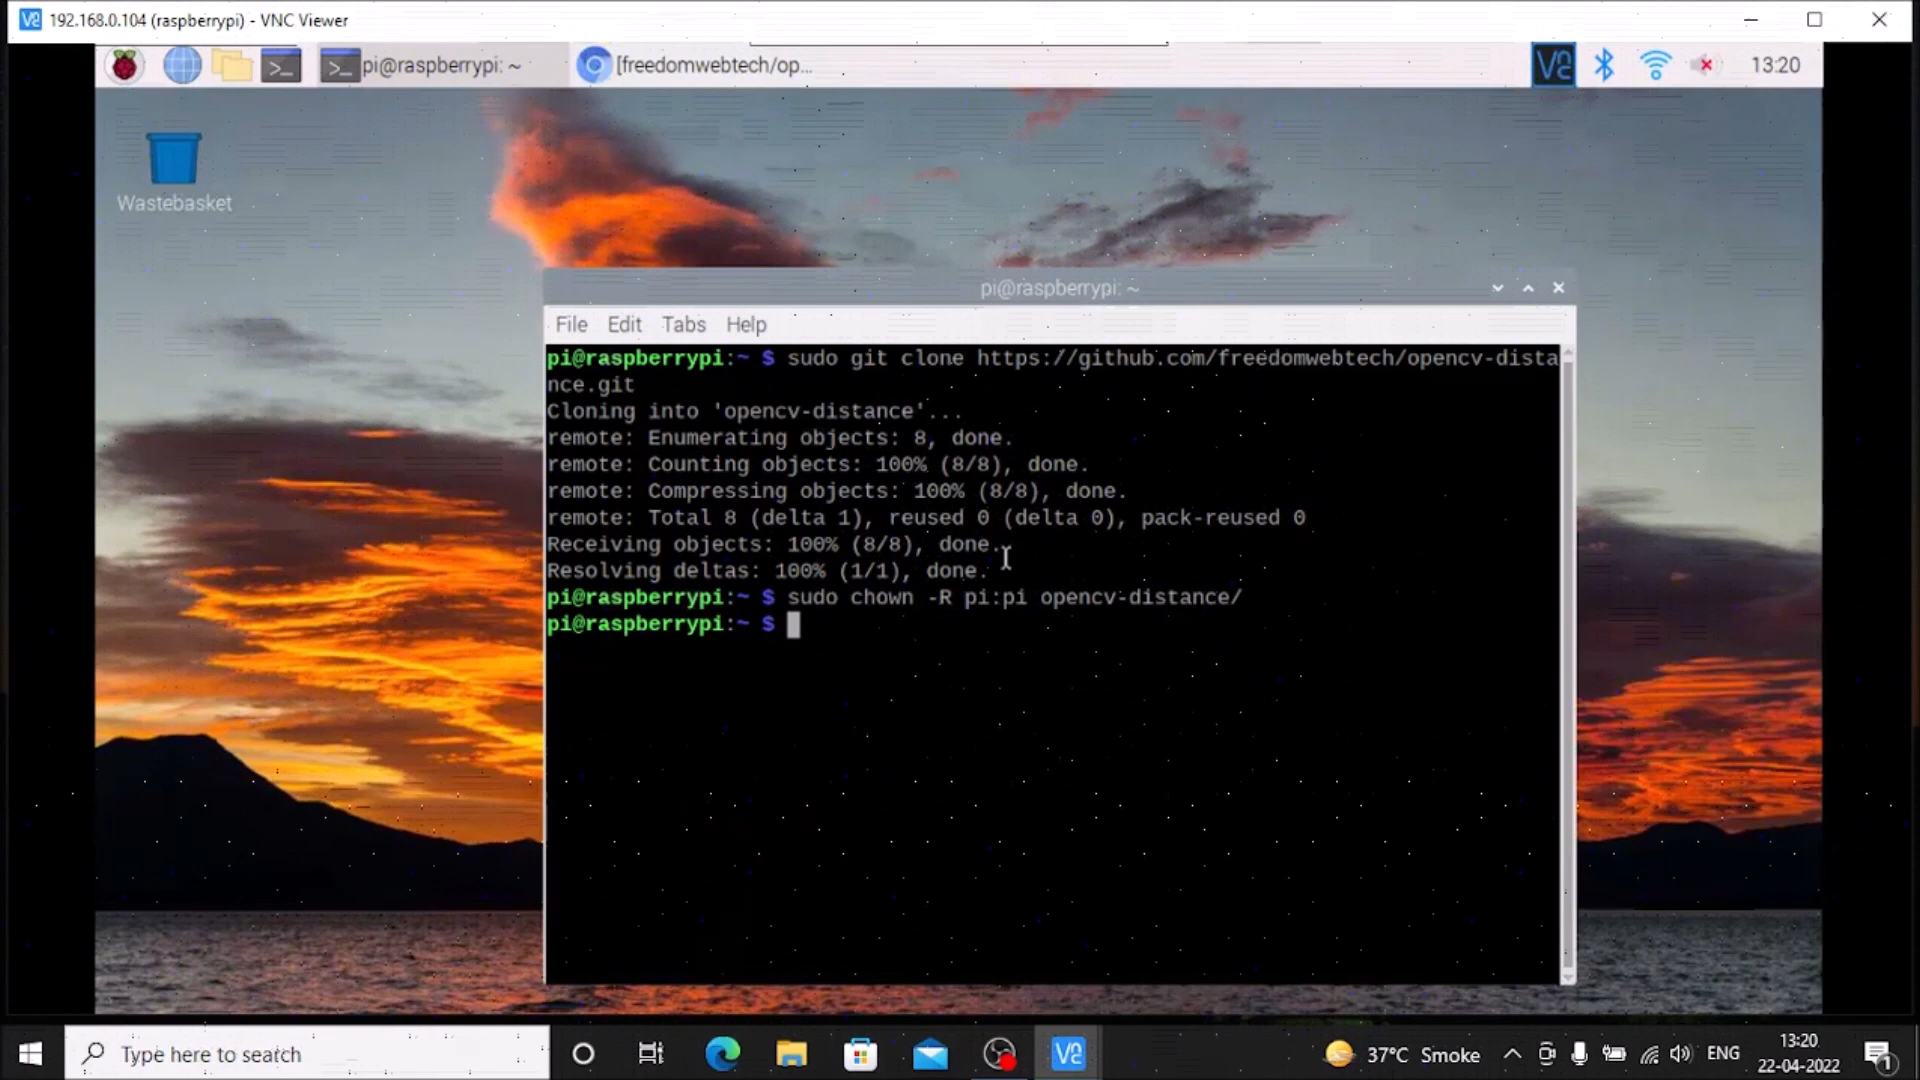 192.168.0.104 (raspberrypi) - VNC Viewer
pi@raspberrypi: ~
[freedomwebtech/op...
13:20
Wastebasket
pi@raspberrypi: ~
File Edit Tabs Help
pi@raspberrypi:~ $ sudo git clone https://github.com/freedomwebtech/opencv-dista
nce.git
Cloning into 'opencv-distance'...
remote: Enumerating objects: 8, done.
remote: Counting objects: 100% (8/8), done.
remote: Compressing objects: 100% (8/8), done.
remote: Total 8 (delta 1), reused 0 (delta 0), pack-reused 0
Receiving objects: 100% (8/8), done.
Resolving deltas: 100% (1/1), done.
pi@raspberrypi:~ $ sudo chown -R pi:pi opencv-distance/
pi@raspberrypi:~ $
Type here to search
37°C Smoke
ENG
13:20
22-04-2022
1